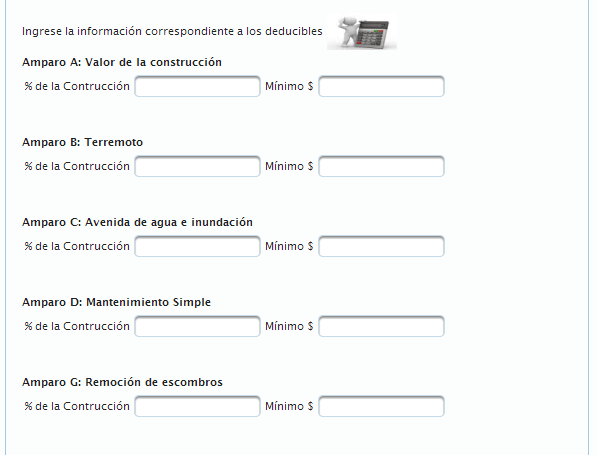 Ingrese la información correspondiente a los deducibles
Amparo A: Valor de la construcción
% de la Contrucción Mínimo $
Amparo B: Terremoto
% de la Contrucción Mínimo $
Amparo C: Avenida de agua e inundación
% de la Contrucción Mínimo $
Amparo D: Mantenimiento Simple
% de la Contrucción Mínimo $
Amparo G: Remoción de escombros
% de la Contrucción Mínimo $